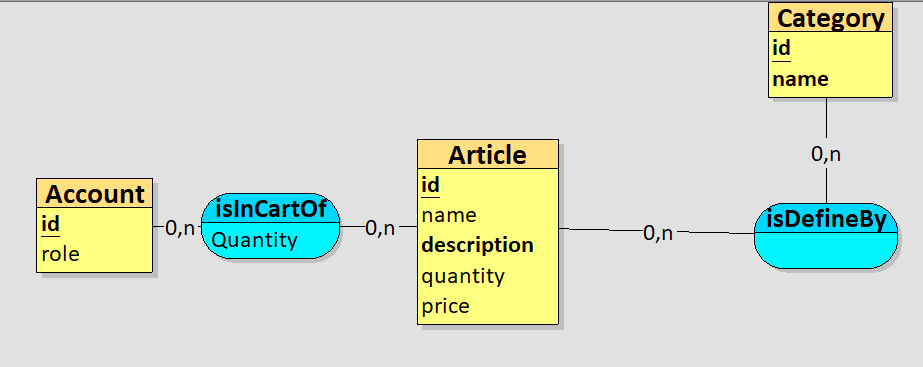 Category
id
name
0,n
Account
id
role
0,n
isInCartOf
Quantity
0,n
Article
id
name
description
quantity
price
0,n
isDefineBy